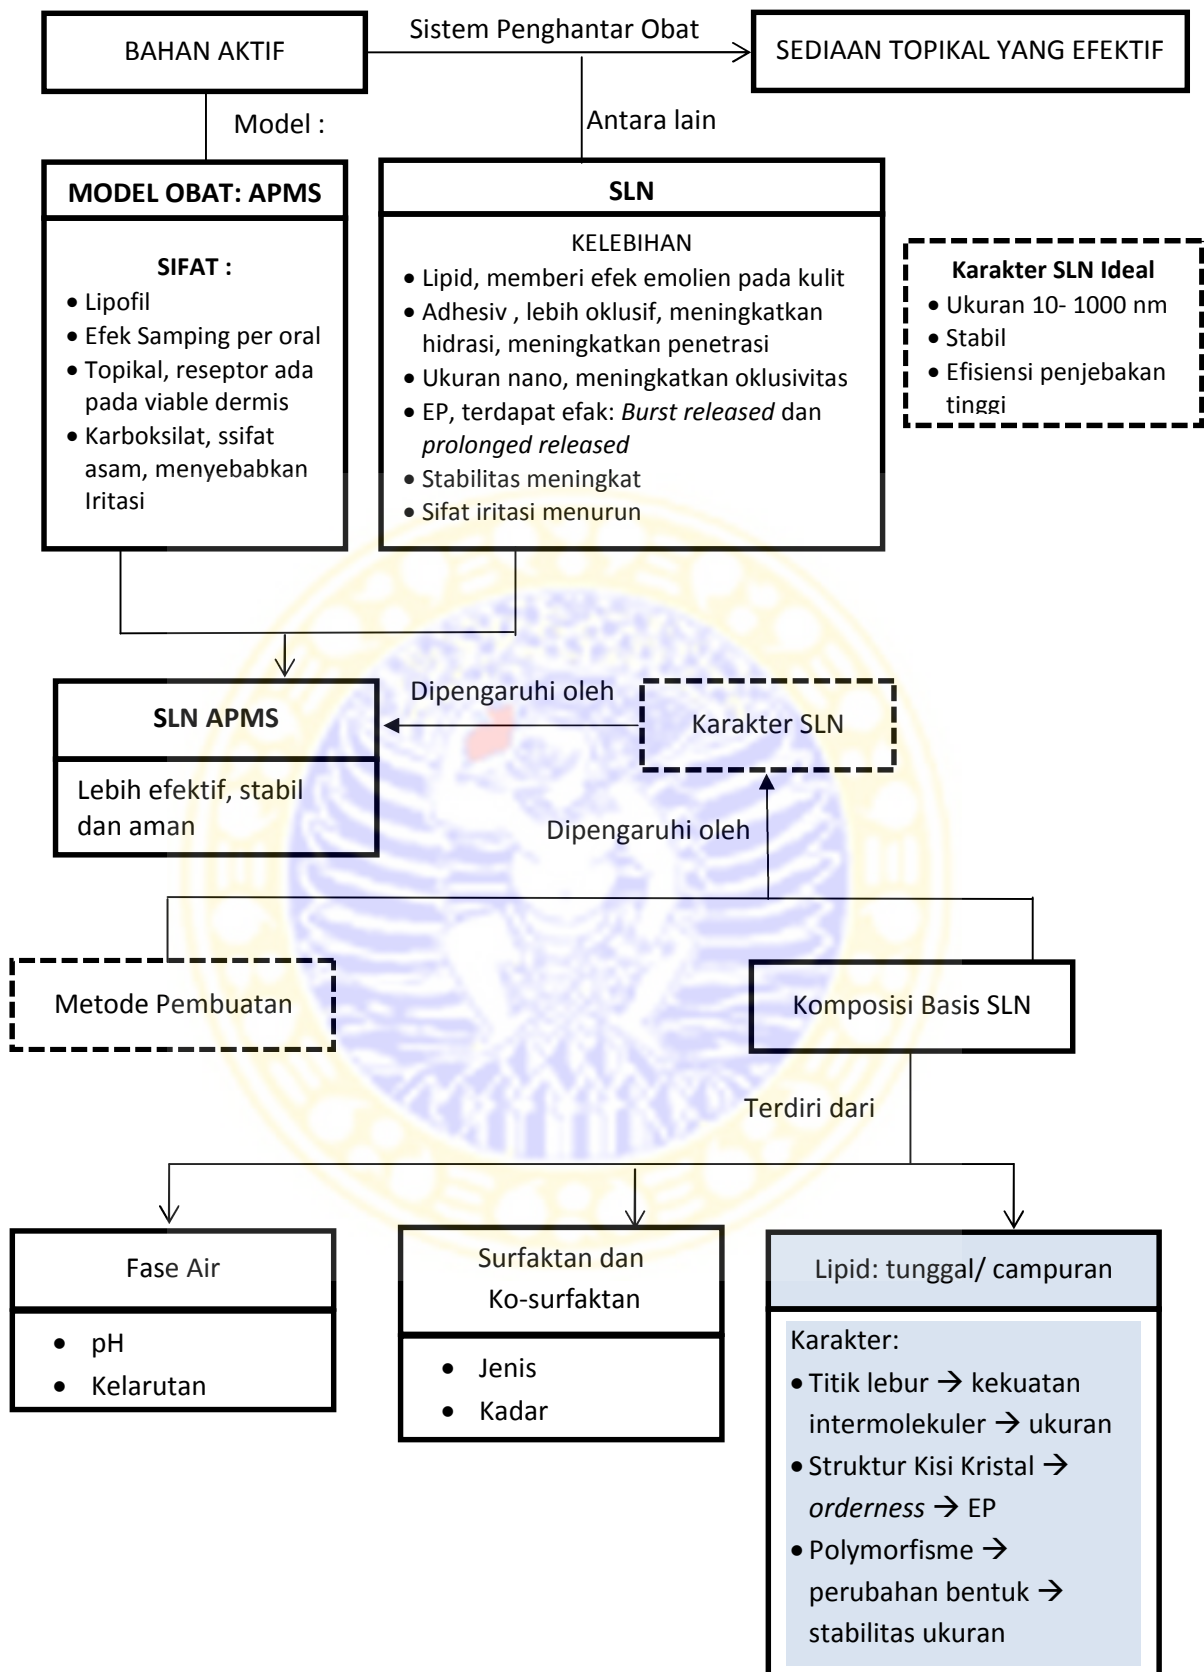 BAHAN AKTIF
Sistem Penghantar Obat
SEDIAAN TOPIKAL YANG EFEKTIF
Model :
Antara lain
MODEL OBAT: APMS
SIFAT :
• Lipofil
• Efek Samping per oral
• Topikal, reseptor ada
pada viable dermis
• Karboksilat, ssifat
asam, menyebabkan
Iritasi
SLN
KELEBIHAN
• Lipid, memberi efek emolien pada kulit
• Adhesiv , lebih oklusif, meningkatkan
hidrasi, meningkatkan penetrasi
• Ukuran nano, meningkatkan oklusivitas
• EP, terdapat efak: Burst released dan
prolonged released
• Stabilitas meningkat
• Sifat iritasi menurun
Karakter SLN Ideal
• Ukuran 10- 1000 nm
• Stabil
• Efisiensi penjebakan
tinggi
SLN APMS
Lebih efektif, stabil
dan aman
Dipengaruhi oleh
Karakter SLN
Dipengaruhi oleh
Metode Pembuatan
Komposisi Basis SLN
Terdiri dari
Fase Air
• pH
• Kelarutan
Surfaktan dan
Ko-surfaktan
• Jenis
• Kadar
Lipid: tunggal/ campuran
Karakter:
• Titik lebur → kekuatan
intermolekuler → ukuran
• Struktur Kisi Kristal →
orderness → EP
• Polymorfisme →
perubahan bentuk →
stabilitas ukuran